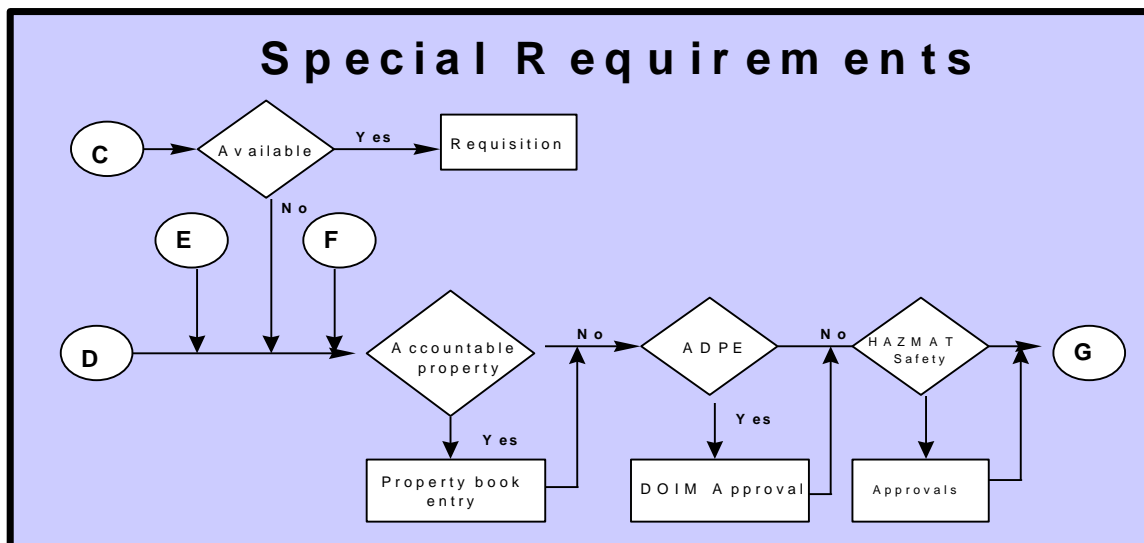 Special Requirements
C
Available
Yes
Requisition
No
E
F
D
Accountable
property
No
ADPE
No
HAZMAT
Safety
G
Yes
Yes
Property book
entry
DOIM Approval
Approvals